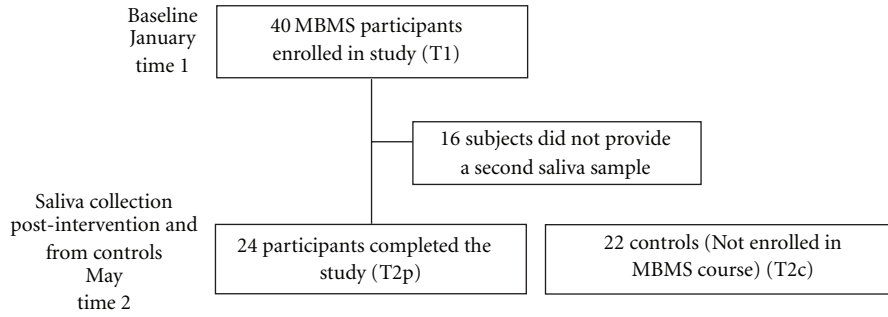 Baseline
January
time 1
40 MBMS participants
enrolled in study (T1)
16 subjects did not provide
a second saliva sample
Saliva collection
post-intervention and
from controls
May
time 2
24 participants completed the
study (T2p)
22 controls (Not enrolled in
MBMS course) (T2c)